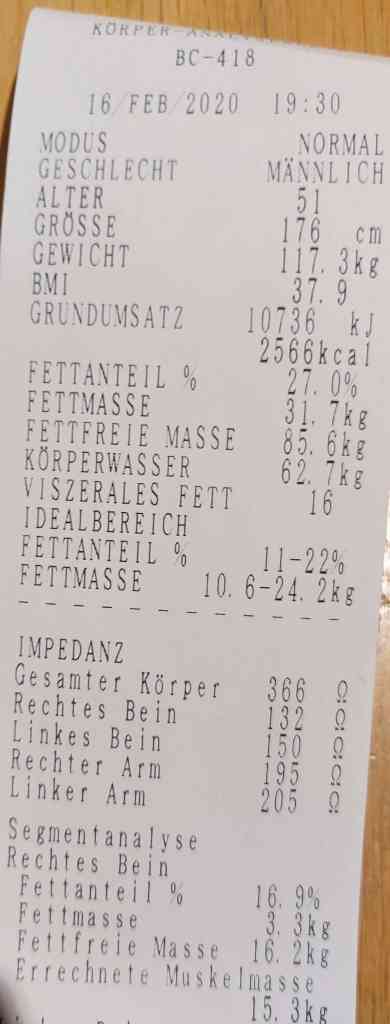 BC-418
16/FEB/2020 19:30
MODUS NORMAL
GESCHLECHT MÄNNLICH
ALTER 51
GRÖSSE 176 cm
GEWICHT 117.3kg
BMI 37.9
GRUNDUMSATZ 10736 kJ
2566kcal
FETTANTEIL % 27.0%
FETTMASSE 31.7kg
FETTFREIE MASSE 85.6kg
KÖRPERWASSER 62.7kg
VISZERALES FETT 16
IDEALBEREICH
FETTANTEIL % 11-22%
FETTMASSE 10.6-24.2kg
IMPEDANZ
Gesamter Körper 366 Ω
Rechtes Bein 132 Ω
Linkes Bein 150 Ω
Rechter Arm 195 Ω
Linker Arm 205 Ω
Segmentanalyse
Rechtes Bein
Fettanteil % 16.9%
Fettmasse 3.3kg
Fettfreie Masse 16.2kg
Errechnete Muskelmasse
15.3kg